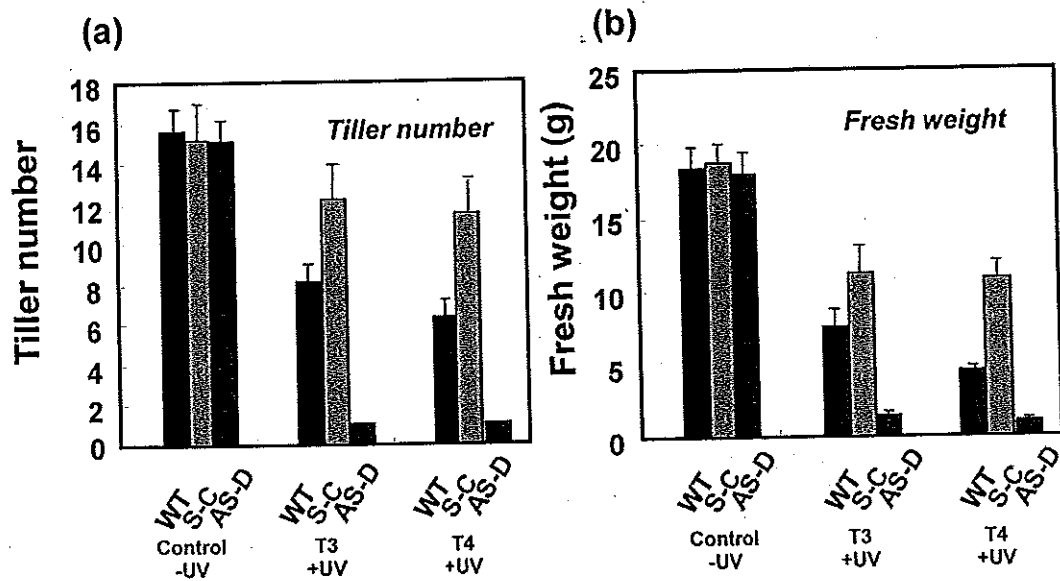 (a)
Tiller number
18
16
14
12
10
8
6
4
2
0
Tiller number
WT S-C AS-D
WT S-C AS-D
WT S-C AS-D
Control
-UV
T3
+UV
T4
+UV
(b)
Fresh weight (g)
25
20
15
10
5
0
Fresh weight
WT S-C AS-D
WT S-C AS-D
WT S-C AS-D
Control
-UV
T3
+UV
T4
+UV